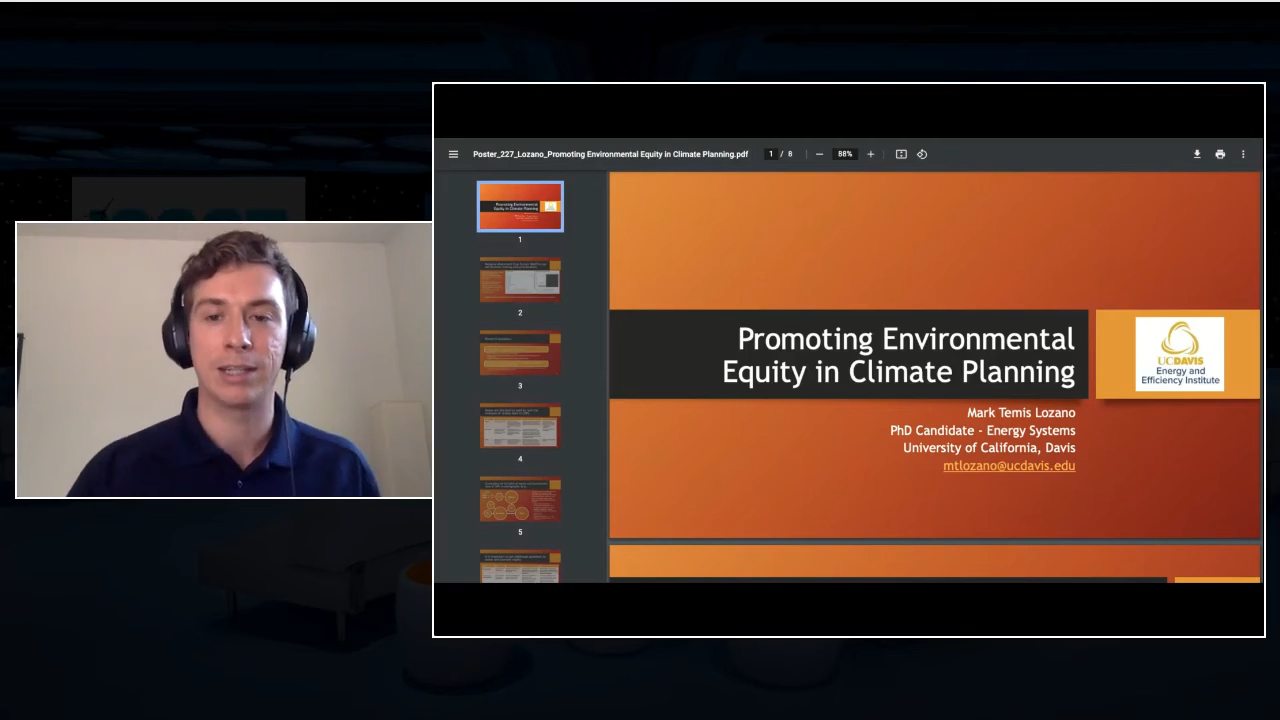 Poster_227_Lozano_Promoting Environmental Equity in Climate Planning.pdf
1 / 8
88%
1
2
3
4
5
Promoting Environmental
Equity in Climate Planning
UCDAVIS
Energy and
Efficiency Institute
Mark Temis Lozano
PhD Candidate - Energy Systems
University of California, Davis
mtlozano@ucdavis.edu